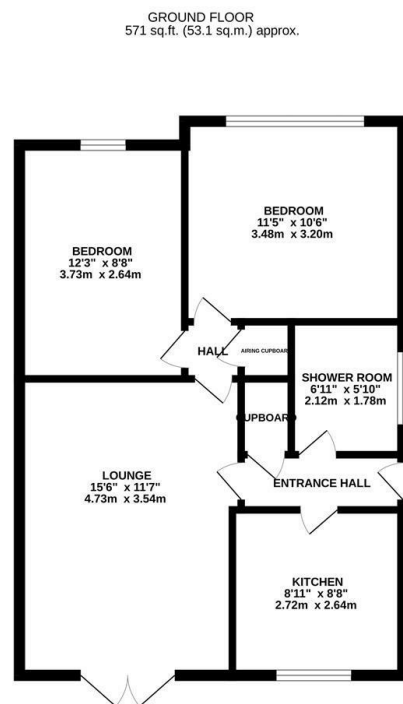 GROUND FLOOR
571 sq.ft. (53.1 sq.m.) approx.
BEDROOM
11'5" x 10'6"
3.48m x 3.20m
BEDROOM
12'3" x 8'8"
3.73m x 2.64m
HALL
AIRING CUPBOARD
SHOWER ROOM
6'11" x 5'10"
2.12m x 1.78m
CUPBOARD
LOUNGE
15'6" x 11'7"
4.73m x 3.54m
ENTRANCE HALL
KITCHEN
8'11" x 8'8"
2.72m x 2.64m